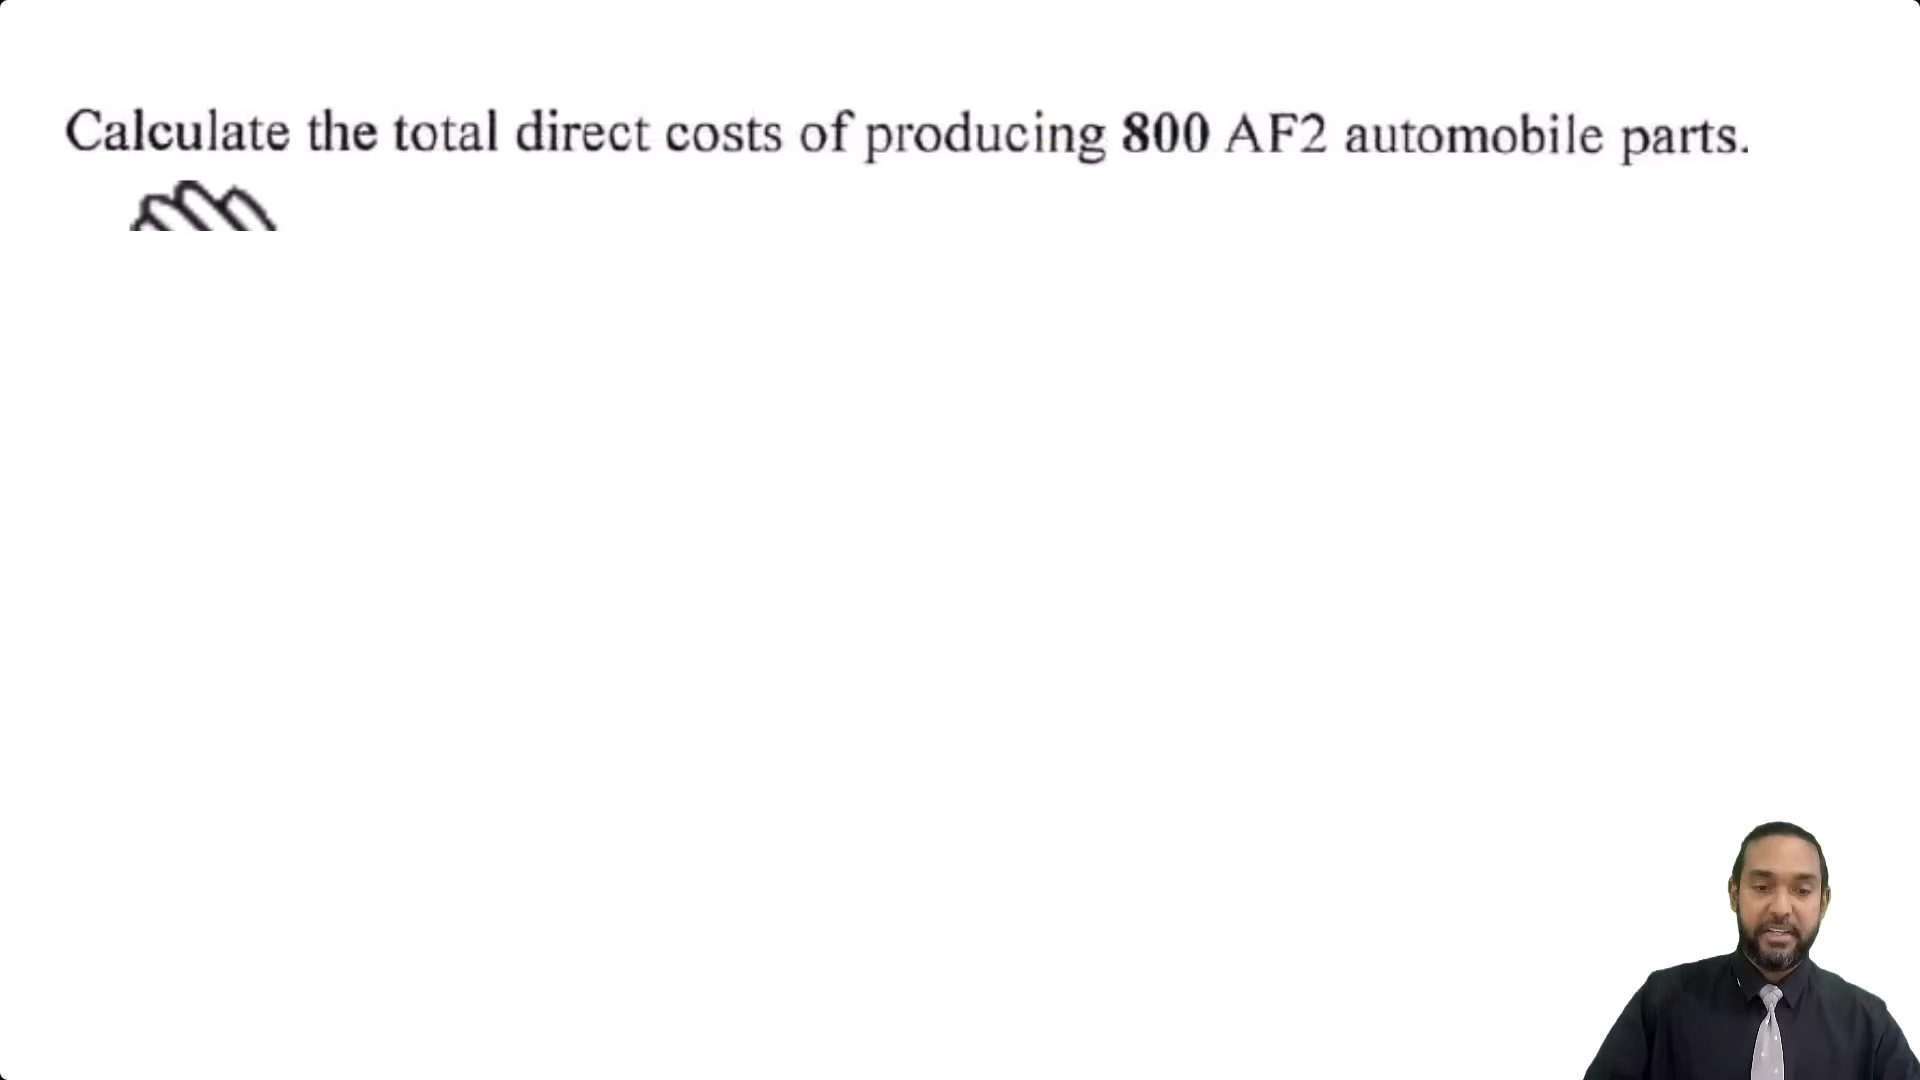 Calculate the total direct costs of producing 800 AF2 automobile parts.